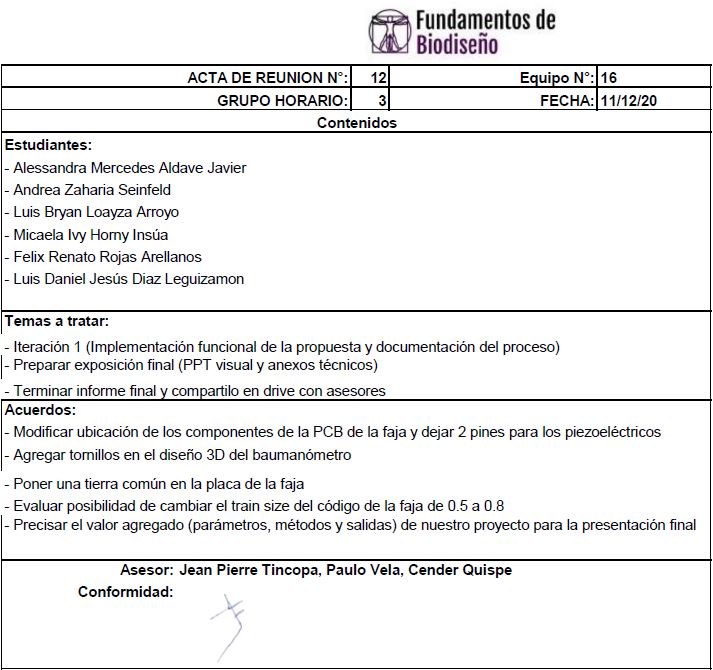 Fundamentos de
Biodiseño
ACTA DE REUNION N°: 12 Equipo N°: 16
GRUPO HORARIO: 3 FECHA: 11/12/20
Contenidos
Estudiantes:
- Alessandra Mercedes Aldave Javier
- Andrea Zaharia Seinfeld
- Luis Bryan Loayza Arroyo
- Micaela Ivy Horny Insúa
- Felix Renato Rojas Arellanos
- Luis Daniel Jesús Diaz Leguizamon
Temas a tratar:
- Iteración 1 (Implementación funcional de la propuesta y documentación del proceso)
- Preparar exposición final (PPT visual y anexos técnicos)
- Terminar informe final y compartilo en drive con asesores
Acuerdos:
- Modificar ubicación de los componentes de la PCB de la faja y dejar 2 pines para los piezoeléctricos
- Agregar tornillos en el diseño 3D del baumanómetro
- Poner una tierra común en la placa de la faja
- Evaluar posibilidad de cambiar el train size del código de la faja de 0.5 a 0.8
- Precisar el valor agregado (parámetros, métodos y salidas) de nuestro proyecto para la presentación final
Asesor: Jean Pierre Tincopa, Paulo Vela, Cender Quispe
Conformidad: